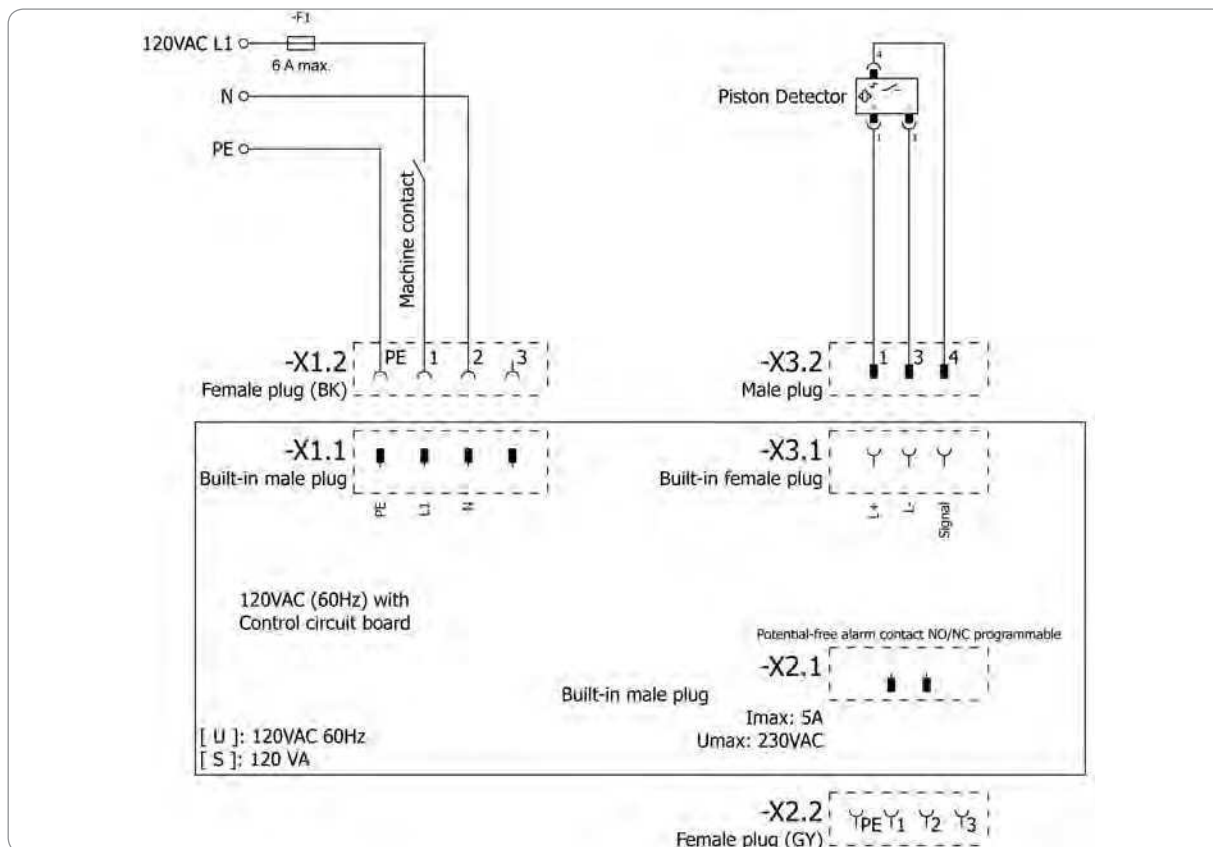 -F1
120VAC L1
6 A max.
N
PE
Machine contact
4
Piston Detector
1 3
-X1.2 PE 1 2 3
Female plug (BK)
-X3.2 1 3 4
Male plug
-X1.1
Built-in male plug
PE L1 N
-X3.1
Built-in female plug
L+ L- Signal
120VAC (60Hz) with
Control circuit board
Potential-free alarm contact NO/NC programmable
-X2.1
Built-in male plug
Imax: 5A
Umax: 230VAC
[ U ]: 120VAC 60Hz
[ S ]: 120 VA
-X2.2 PE 1 2 3
Female plug (GY)